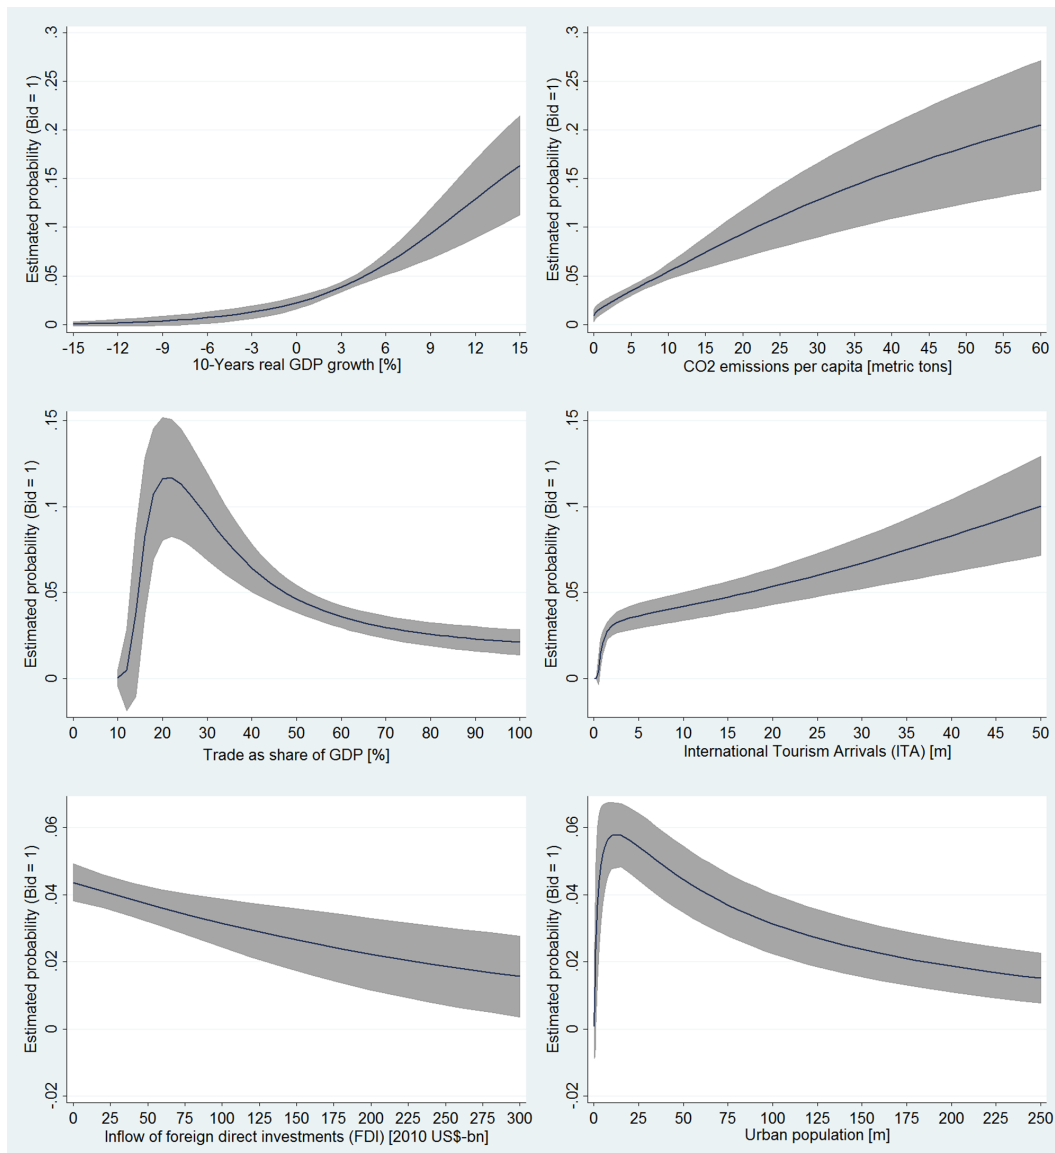 Estimated probability (Bid = 1)
.3
.25
.2
.15
.1
.05
0
-15 -12 -9 -6 -3 0 3 6 9 12 15
10-Years real GDP growth [%]
Estimated probability (Bid =1)
.3
.25
.2
.15
.1
.05
0
0 5 10 15 20 25 30 35 40 45 50 55 60
CO2 emissions per capita [metric tons]
Estimated probability (Bid = 1)
.15
.1
.05
0
0 10 20 30 40 50 60 70 80 90 100
Trade as share of GDP [%]
Estimated probability (Bid = 1)
.15
.1
.05
0
0 5 10 15 20 25 30 35 40 45 50
International Tourism Arrivals (ITA) [m]
Estimated probability (Bid = 1)
.06
.04
.02
0
-.02
0 25 50 75 100 125 150 175 200 225 250 275 300
Inflow of foreign direct investments (FDI) [2010 US$-bn]
Estimated probability (Bid = 1)
.06
.04
.02
0
-.02
0 25 50 75 100 125 150 175 200 225 250
Urban population [m]